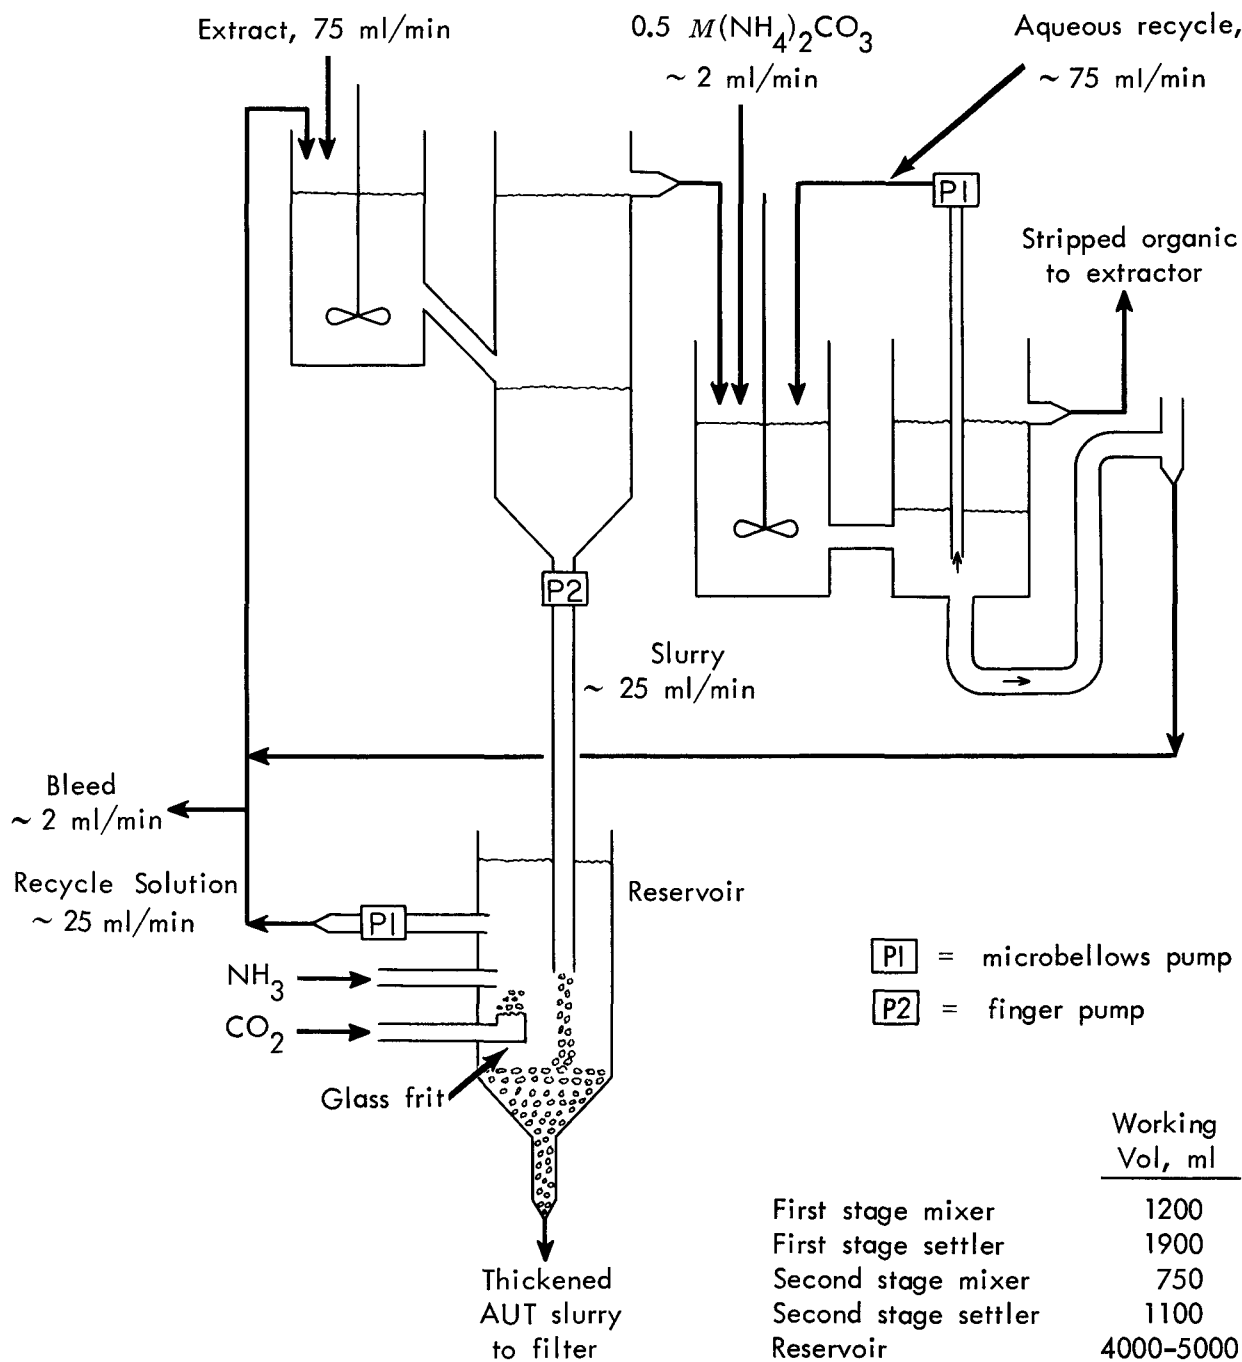 Extract, 75 ml/min
0.5 M(NH4)2CO3
~ 2 ml/min
Aqueous recycle,
~ 75 ml/min
P1
Stripped organic
to extractor
P2
Slurry
~ 25 ml/min
Bleed
~ 2 ml/min
Recycle Solution
~ 25 ml/min
P1
Reservoir
NH3
CO2
Glass frit
P1 = microbellows pump
P2 = finger pump
Thickened
AUT slurry
to filter
Working
Vol, ml
First stage mixer 1200
First stage settler 1900
Second stage mixer 750
Second stage settler 1100
Reservoir 4000-5000